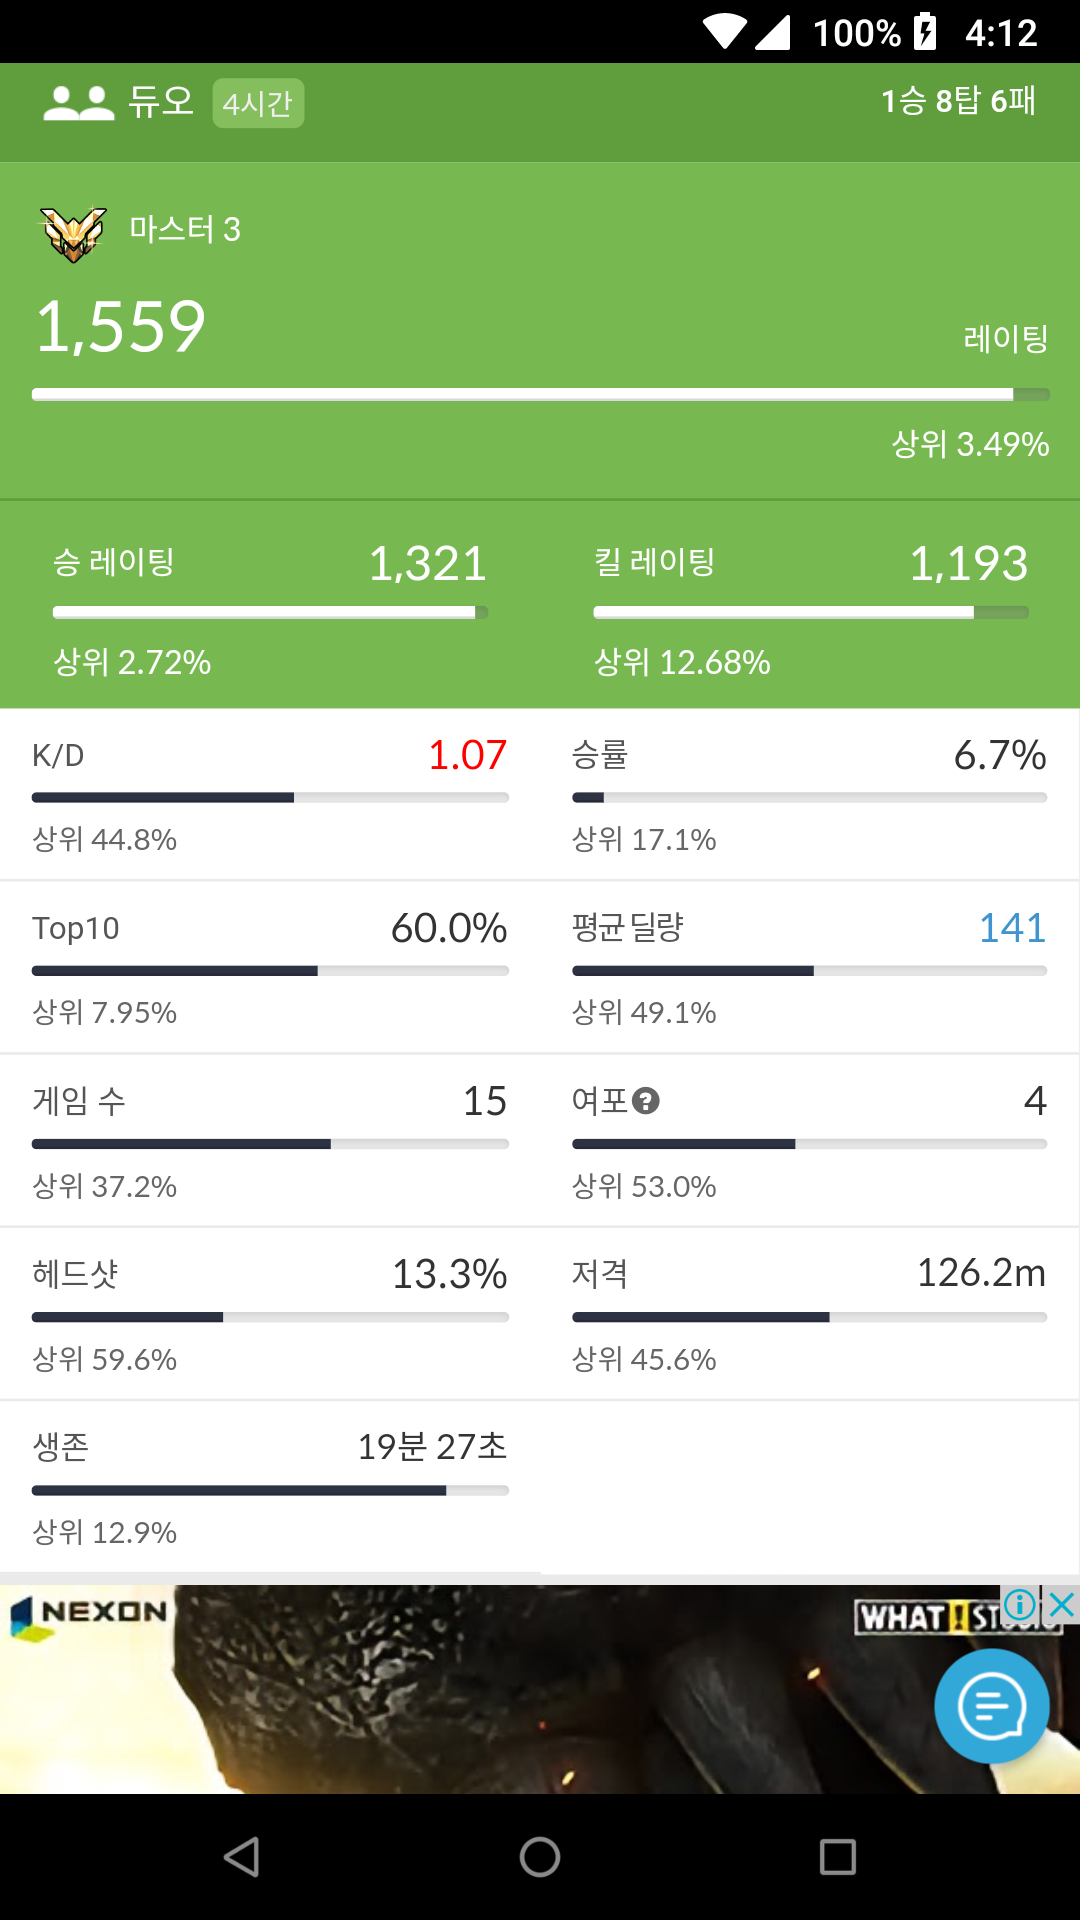 100% 4:12
듀오 4시간 1승 8탑 6패
마스터 3
1,559 레이팅
상위 3.49%
승 레이팅 1,321 킬 레이팅 1,193
상위 2.72% 상위 12.68%
K/D 1.07 승률 6.7%
상위 44.8% 상위 17.1%
Top10 60.0% 평균 딜량 141
상위 7.95% 상위 49.1%
게임 수 15 여포 ? 4
상위 37.2% 상위 53.0%
헤드샷 13.3% 저격 126.2m
상위 59.6% 상위 45.6%
생존 19분 27초
상위 12.9%
NEXON WHAT! STUDIO